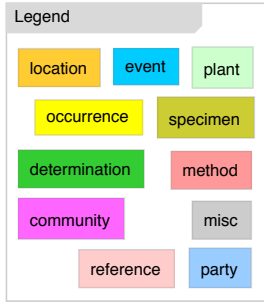 Legend
location event plant
occurrence specimen
determination method
community misc
reference party